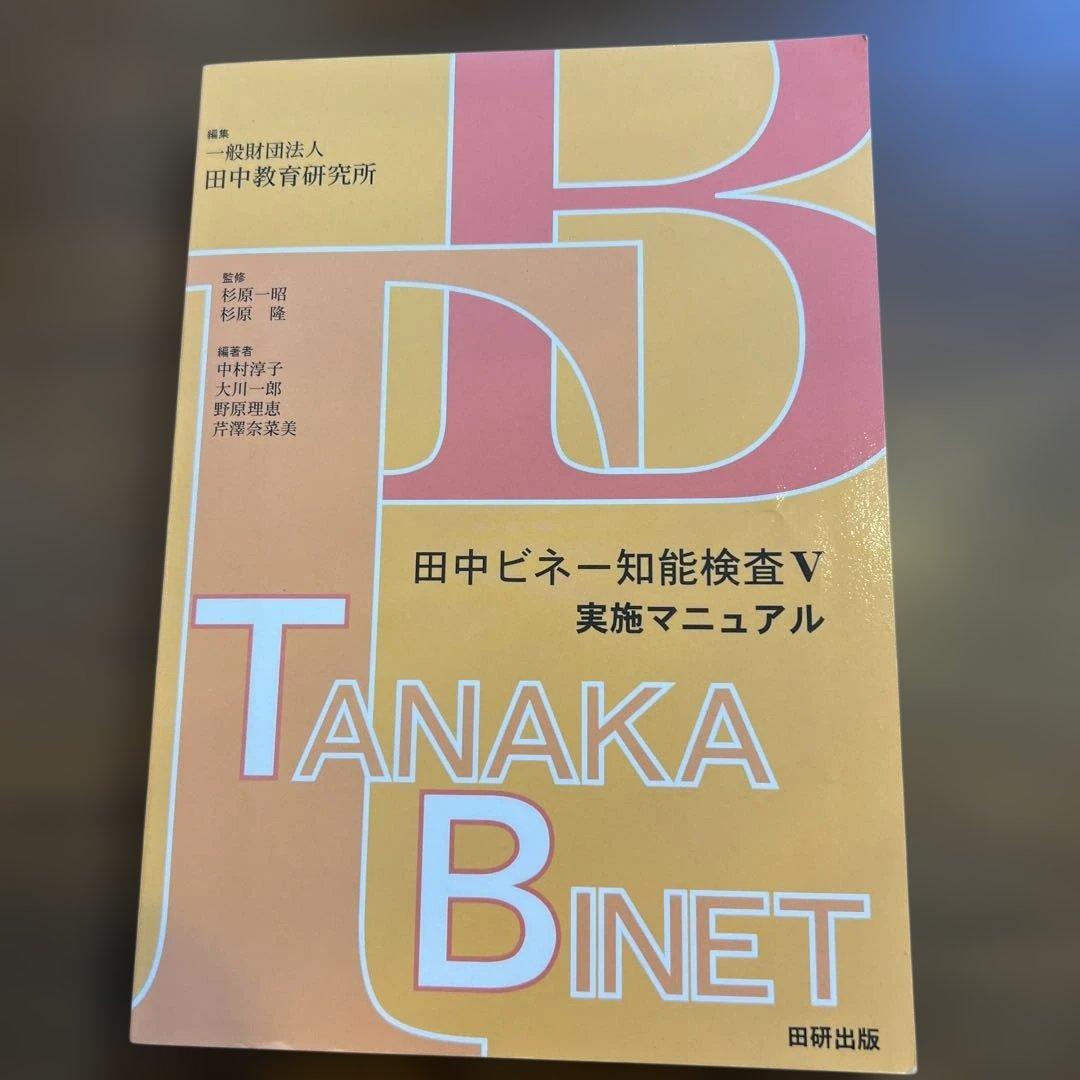 編集
一般財団法人
田中教育研究所
監修
杉原一昭
杉原 隆
編著者
中村淳子
大川一郎
野原理恵
芹澤奈菜美
TB
田中ビネー知能検査V
実施マニュアル
TANAKA
BINET
田研出版